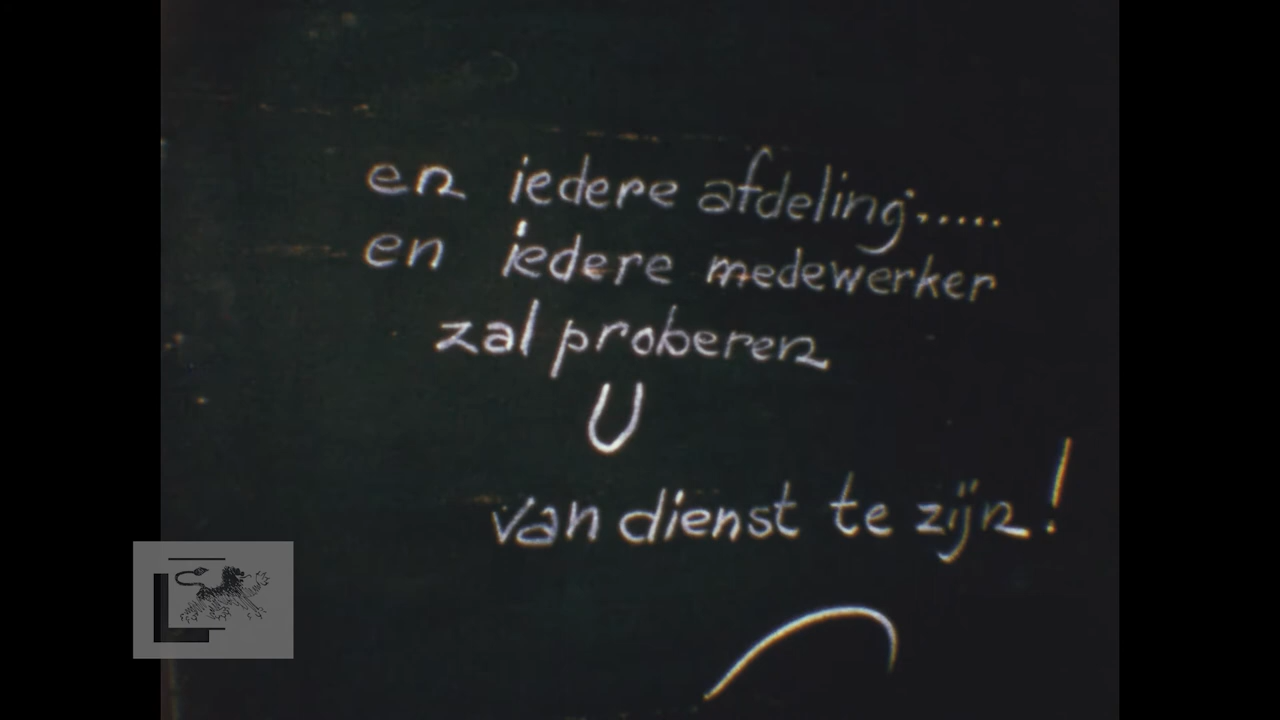 en iedere afdeling.....
en iedere medewerker
zal proberen
U
van dienst te zijn!